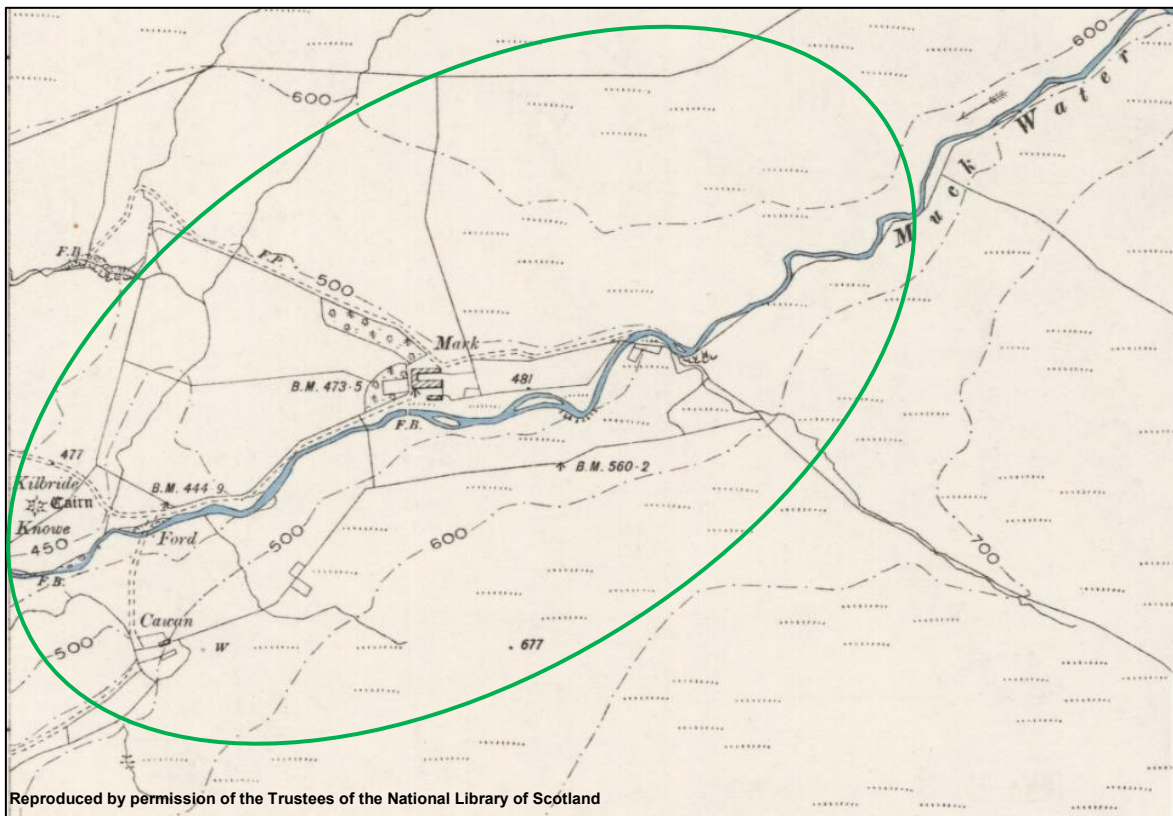 600
Muck Water
600
F.B.
F.P.
500
Mark
B.M. 473·5
481
F.B.
477
B.M. 560·2
Kilbride
Cairn
Knowe
B.M. 444·9
Ford
450
500
600
700
F.B.
Cawan
500
W
677
Reproduced by permission of the Trustees of the National Library of Scotland